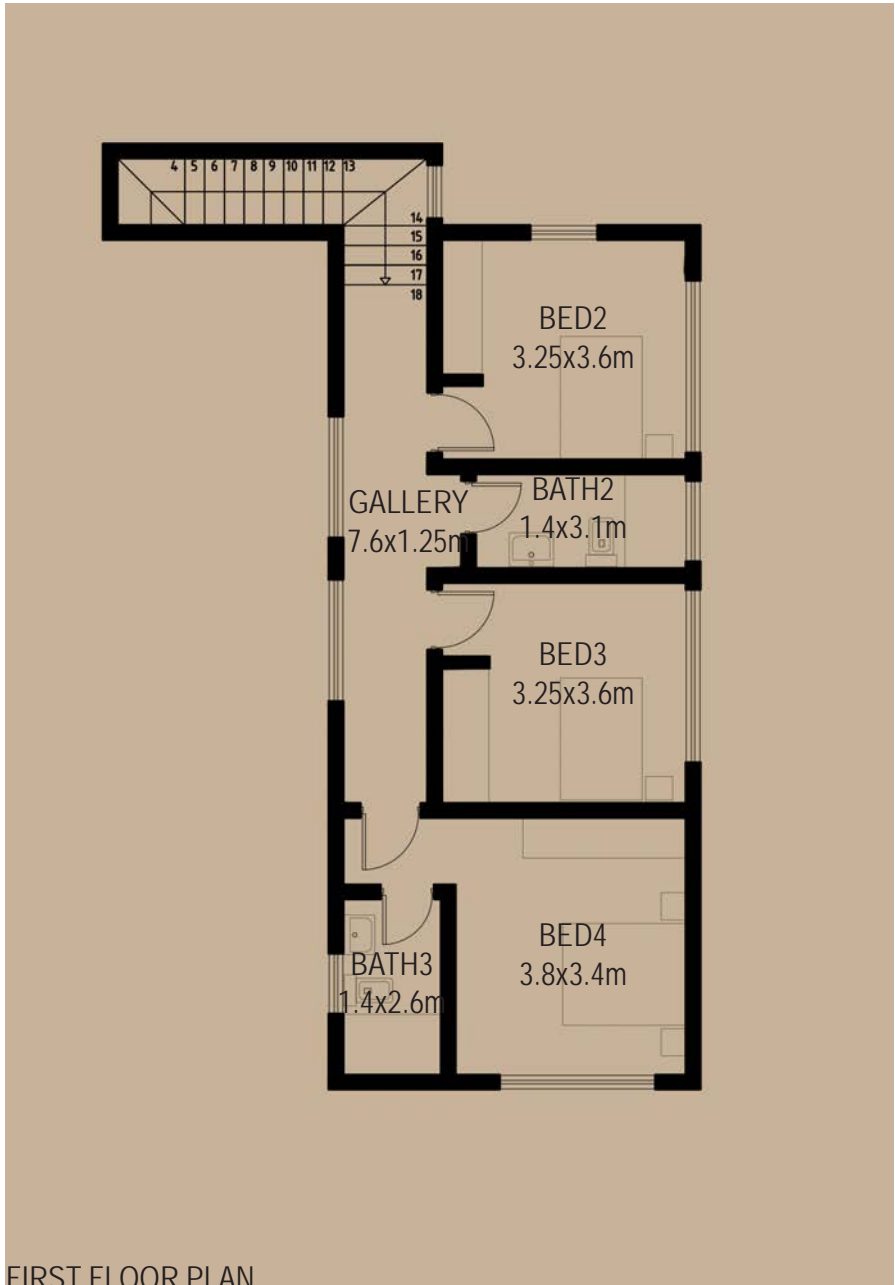 4 5 6 7 8 9 10 11 12 13
14
15
16
17
18
BED2
3.25x3.6m
BATH2
1.4x3.1m
GALLERY
7.6x1.25m
BED3
3.25x3.6m
BED4
3.8x3.4m
BATH3
1.4x2.6m
FIRST FLOOR PLAN